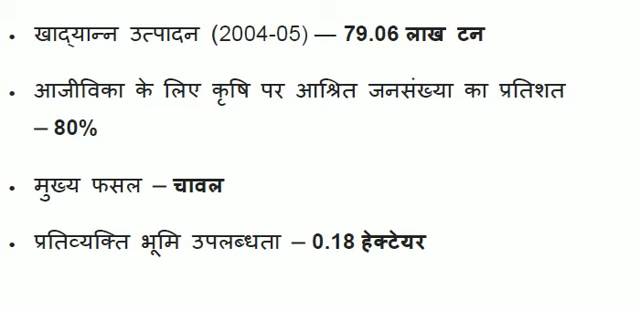 • खाद्यान्न उत्पादन (2004-05) — 79.06 लाख टन
• आजीविका के लिए कृषि पर आश्रित जनसंख्या का प्रतिशत
– 80%
• मुख्य फसल – चावल
• प्रतिव्यक्ति भूमि उपलब्धता – 0.18 हेक्टेयर